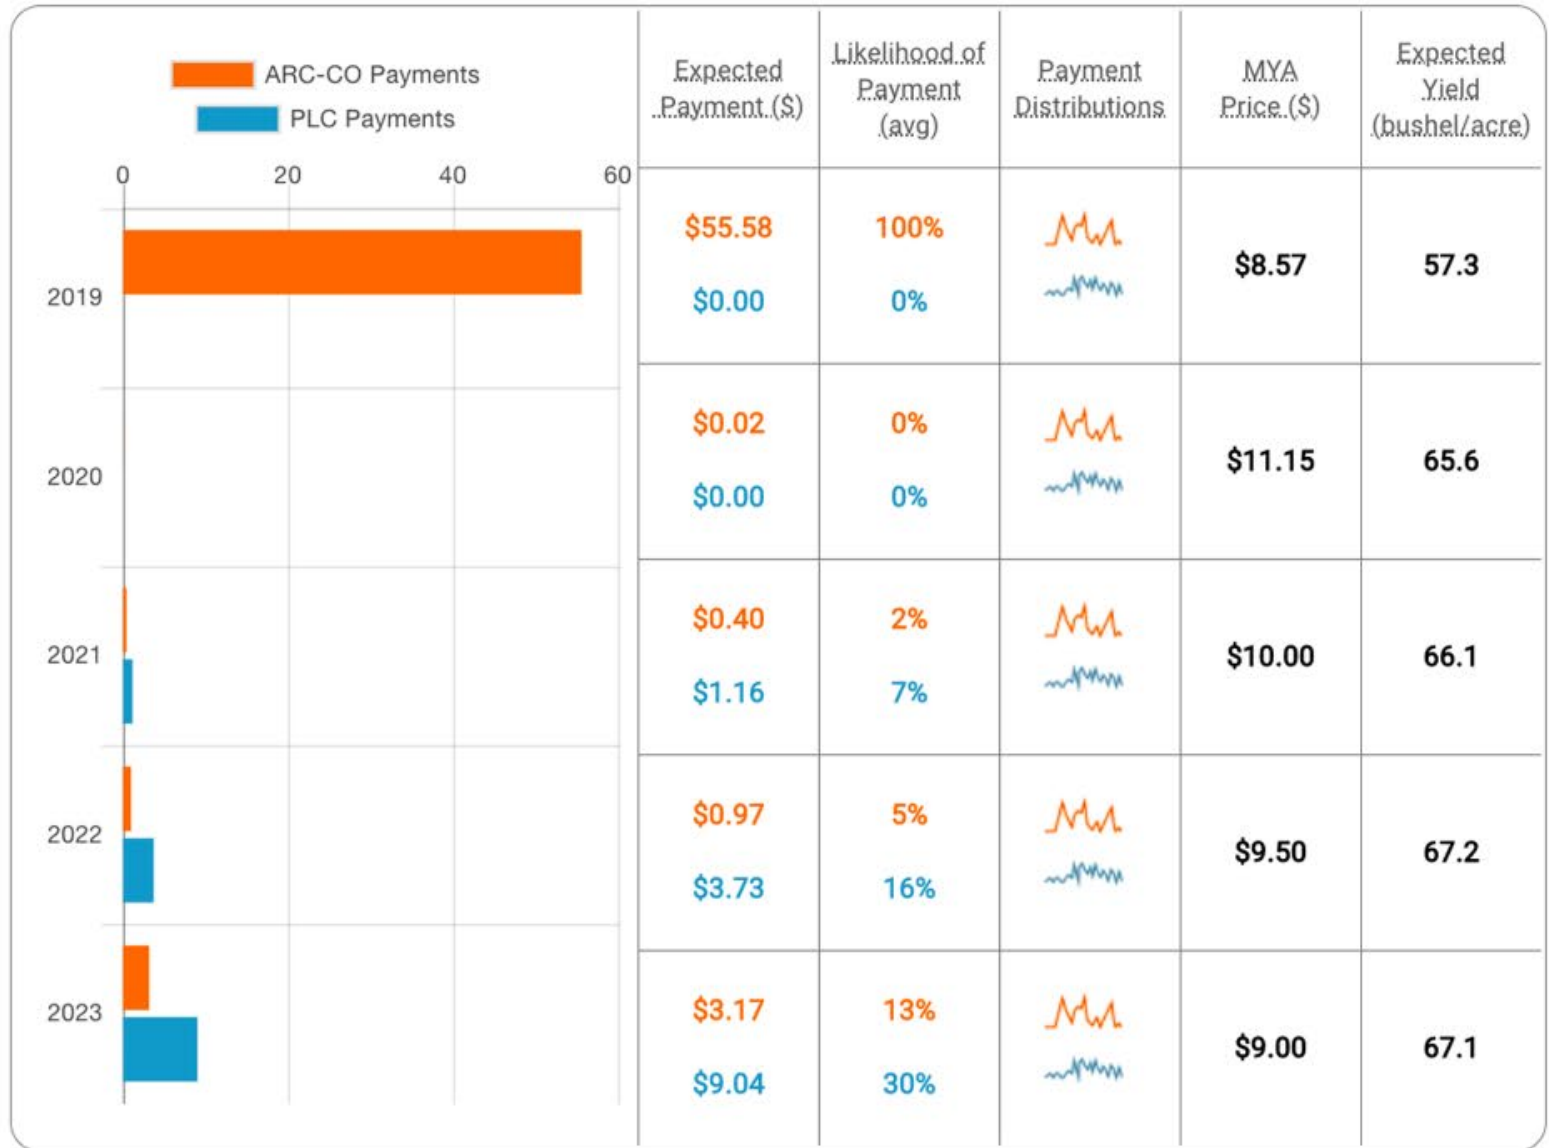 ARC-CO Payments
PLC Payments
Expected
Payment ($)
Likelihood of
Payment
(avg)
Payment
Distributions
MYA
Price ($)
Expected
Yield
(bushel/acre)
0 20 40 60
2019
$55.58 100%
$0.00 0%
$8.57 57.3
2020
$0.02 0%
$0.00 0%
$11.15 65.6
2021
$0.40 2%
$1.16 7%
$10.00 66.1
2022
$0.97 5%
$3.73 16%
$9.50 67.2
2023
$3.17 13%
$9.04 30%
$9.00 67.1